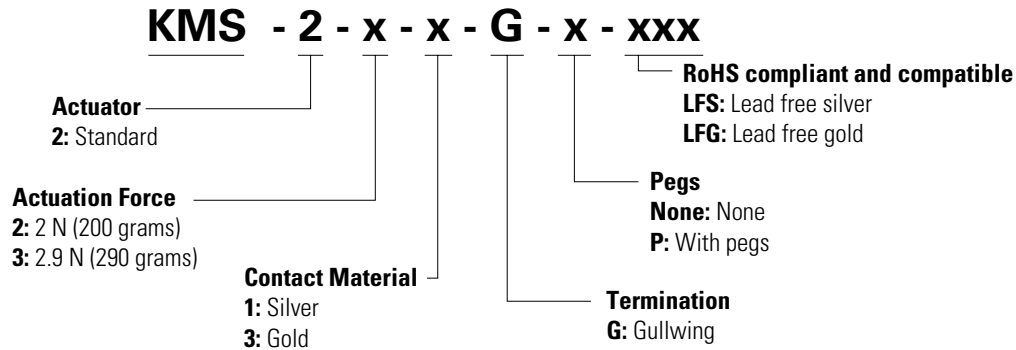 KMS - 2 - x - x - G - x - xxx
RoHS compliant and compatible
LFS: Lead free silver
LFG: Lead free gold
Actuator
2: Standard
Pegs
None: None
P: With pegs
Actuation Force
2: 2 N (200 grams)
3: 2.9 N (290 grams)
Contact Material
1: Silver
3: Gold
Termination
G: Gullwing